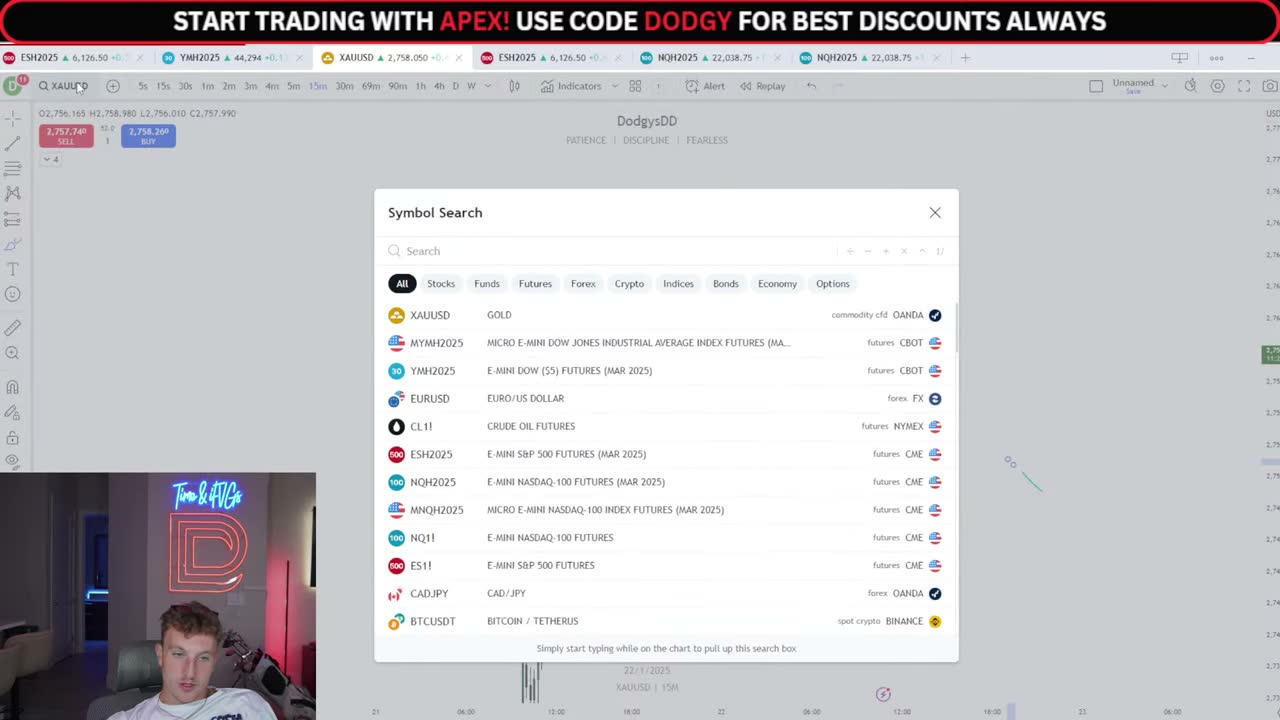 START TRADING WITH APEX! USE CODE DODGY FOR BEST DISCOUNTS ALWAYS
ESH2025 6,126.50 YMH2025 44,294 XAUUSD 2,758.050 ESH2025 6,126.50 NQH2025 22,038.75 NQH2025 22,038.75
XAUUSD 5s 15s 30s 1m 2m 3m 4m 5m 15m 30m 69m 90m 1h 4h D W Indicators Alert Replay Unnamed
Save
O2,756.165 H2,758.980 L2,756.010 C2,757.990
DodgysDD
PATIENCE | DISCIPLINE | FEARLESS
2,757.740 52.0 2,758.260
SELL 1 BUY
4
Symbol Search
Search
All Stocks Funds Futures Forex Crypto Indices Bonds Economy Options
XAUUSD GOLD commodity cfd OANDA
MYMH2025 MICRO E-MINI DOW JONES INDUSTRIAL AVERAGE INDEX FUTURES (MA... futures CBOT
YMH2025 E-MINI DOW ($5) FUTURES (MAR 2025) futures CBOT
EURUSD EURO/US DOLLAR forex FX
CL1! CRUDE OIL FUTURES futures NYMEX
ESH2025 E-MINI S&P 500 FUTURES (MAR 2025) futures CME
NQH2025 E-MINI NASDAQ-100 FUTURES (MAR 2025) futures CME
MNQH2025 MICRO E-MINI NASDAQ-100 INDEX FUTURES (MAR 2025) futures CME
NQ1! E-MINI NASDAQ-100 FUTURES futures CME
ES1! E-MINI S&P 500 FUTURES futures CME
CADJPY CAD/JPY forex OANDA
BTCUSDT BITCOIN / TETHERUS spot crypto BINANCE
Simply start typing while on the chart to pull up this search box
22/1/2025
XAUUSD | 15M
21 06:00 12:00 18:00 22 06:00 12:00 18:00 23 06:00
Time & iFVGs
D